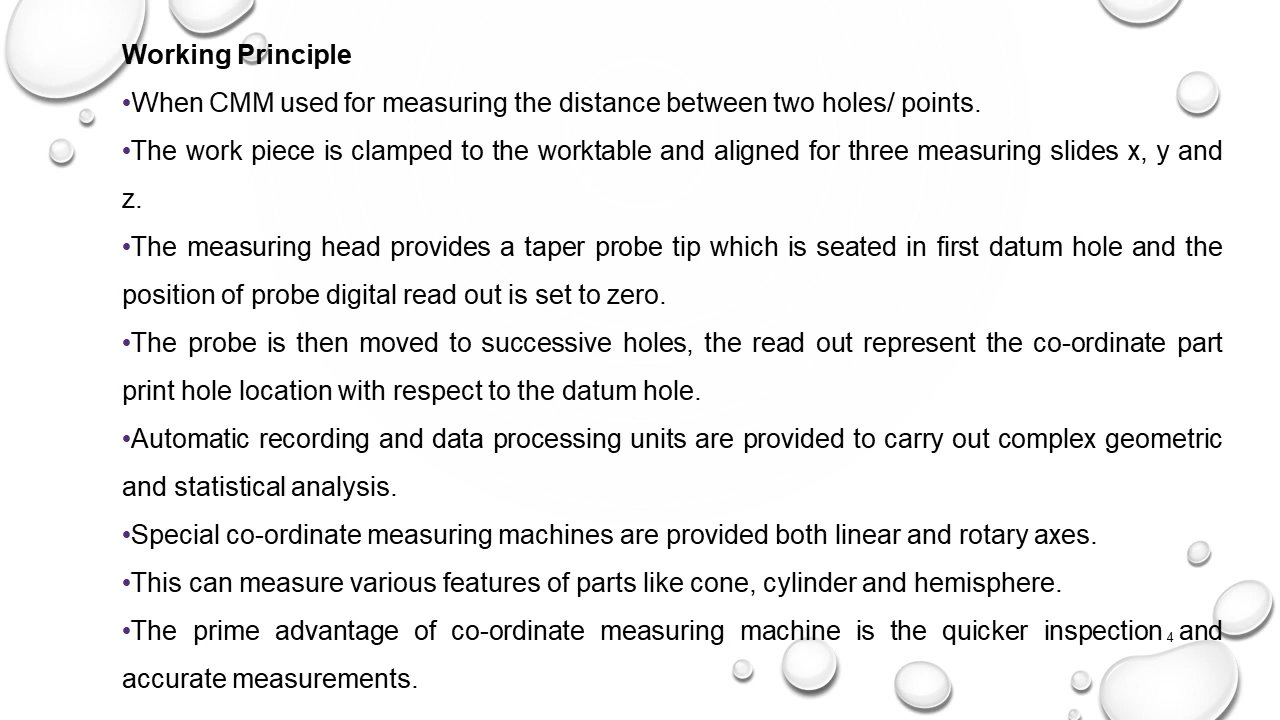 Working Principle
•When CMM used for measuring the distance between two holes/ points.
•The work piece is clamped to the worktable and aligned for three measuring slides x, y and
z.
•The measuring head provides a taper probe tip which is seated in first datum hole and the
position of probe digital read out is set to zero.
•The probe is then moved to successive holes, the read out represent the co-ordinate part
print hole location with respect to the datum hole.
•Automatic recording and data processing units are provided to carry out complex geometric
and statistical analysis.
•Special co-ordinate measuring machines are provided both linear and rotary axes.
•This can measure various features of parts like cone, cylinder and hemisphere.
•The prime advantage of co-ordinate measuring machine is the quicker inspection and
accurate measurements.
4